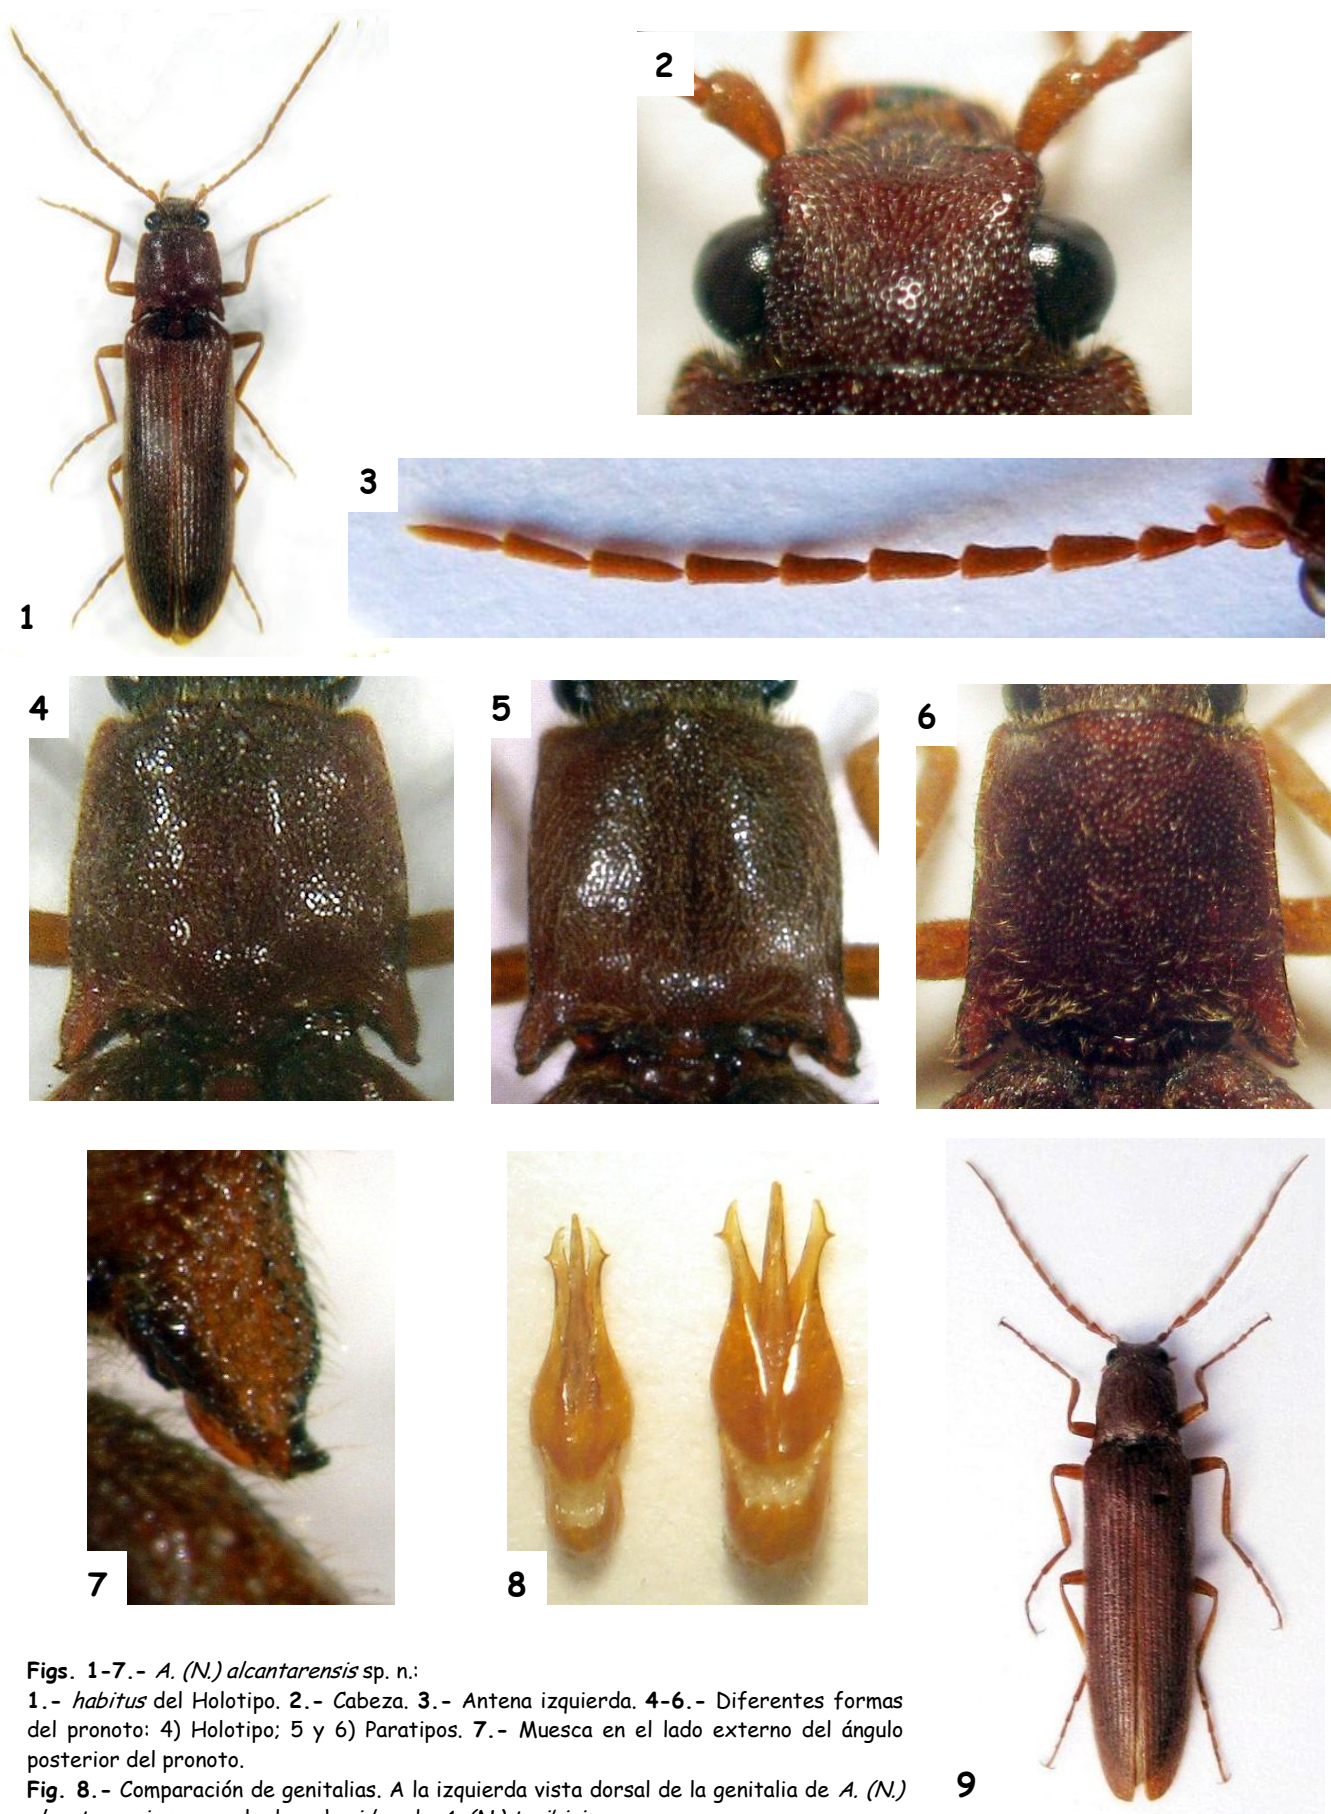 1
2
3
4
5
6
7
8
9
Figs. 1-7.- A. (N.) alcantarensis sp. n.:
1.- habitus del Holotipo. 2.- Cabeza. 3.- Antena izquierda. 4-6.- Diferentes formas
del pronoto: 4) Holotipo; 5 y 6) Paratipos. 7.- Muesca en el lado externo del ángulo
posterior del pronoto.
Fig. 8.- Comparación de genitalias. A la izquierda vista dorsal de la genitalia de A. (N.)